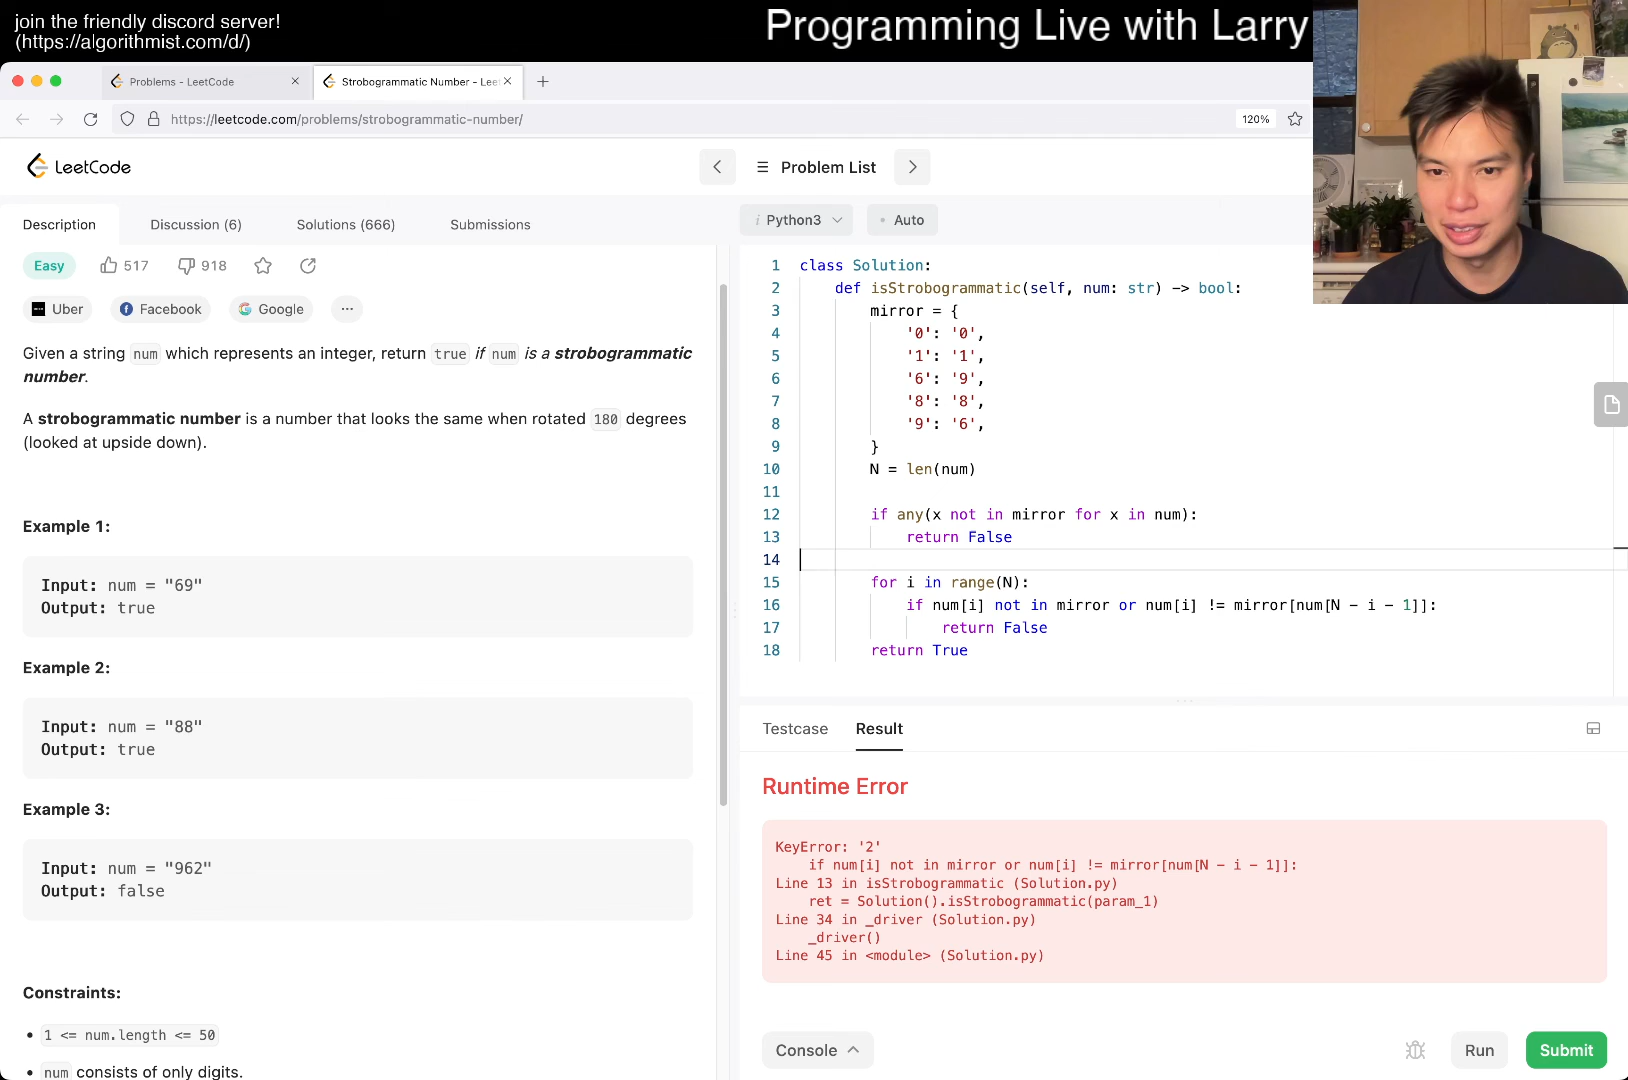 join the friendly discord server!
(https://algorithmist.com/d/)
Programming Live with Larry
Problems - LeetCode
Strobogrammatic Number - Lee
https://leetcode.com/problems/strobogrammatic-number/
120%
LeetCode
Problem List
Description
Discussion (6)
Solutions (666)
Submissions
Easy
517
918
Uber
Facebook
Google
...
Given a string num which represents an integer, return true if num is a strobogrammatic
number.
A strobogrammatic number is a number that looks the same when rotated 180 degrees
(looked at upside down).
Example 1:
Input: num = "69"
Output: true
Example 2:
Input: num = "88"
Output: true
Example 3:
Input: num = "962"
Output: false
Constraints:
• 1 <= num.length <= 50
• num consists of only digits.
i Python3
• Auto
1 class Solution:
2 def isStrobogrammatic(self, num: str) -> bool:
3 mirror = {
4 '0': '0',
5 '1': '1',
6 '6': '9',
7 '8': '8',
8 '9': '6',
9 }
10 N = len(num)
11
12 if any(x not in mirror for x in num):
13 return False
14
15 for i in range(N):
16 if num[i] not in mirror or num[i] != mirror[num[N - i - 1]]:
17 return False
18 return True
Testcase
Result
Runtime Error
KeyError: '2'
if num[i] not in mirror or num[i] != mirror[num[N - i - 1]]:
Line 13 in isStrobogrammatic (Solution.py)
ret = Solution().isStrobogrammatic(param_1)
Line 34 in _driver (Solution.py)
_driver()
Line 45 in <module> (Solution.py)
Console
Run
Submit